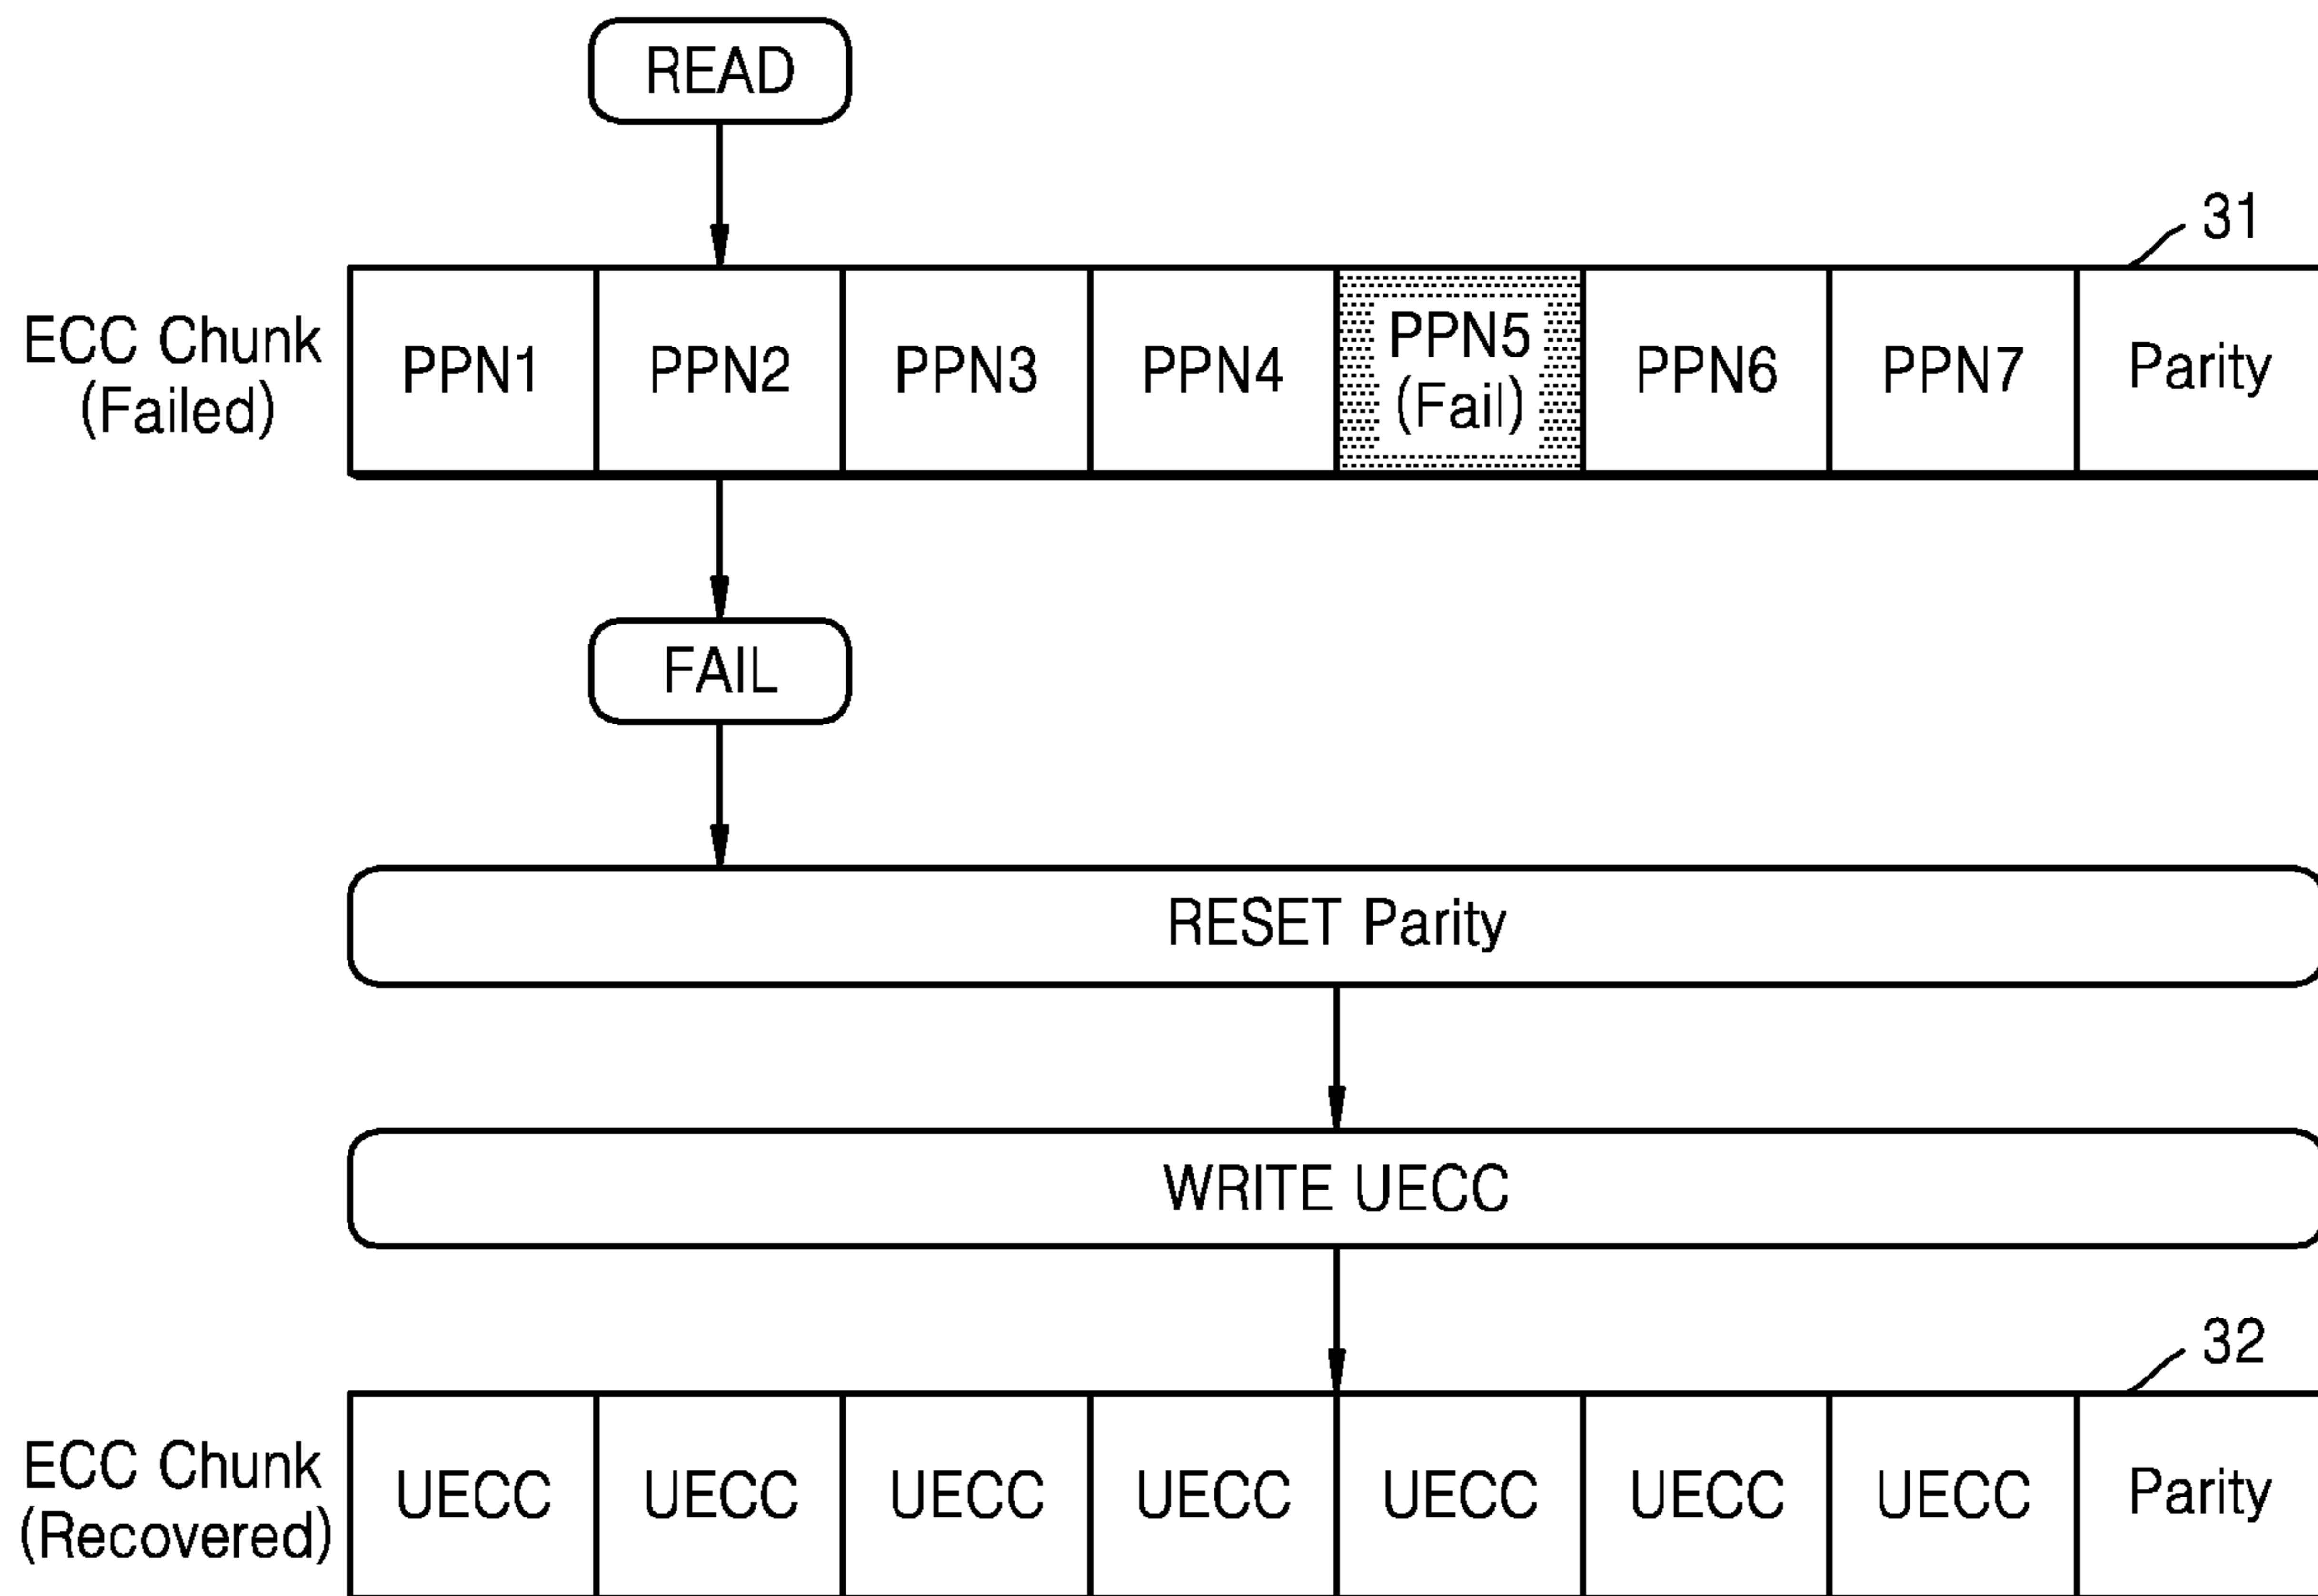 READ
31
ECC Chunk
(Failed)
PPN1
PPN2
PPN3
PPN4
PPN5
(Fail)
PPN6
PPN7
Parity
FAIL
RESET Parity
WRITE UECC
32
ECC Chunk
(Recovered)
UECC
UECC
UECC
UECC
UECC
UECC
UECC
Parity